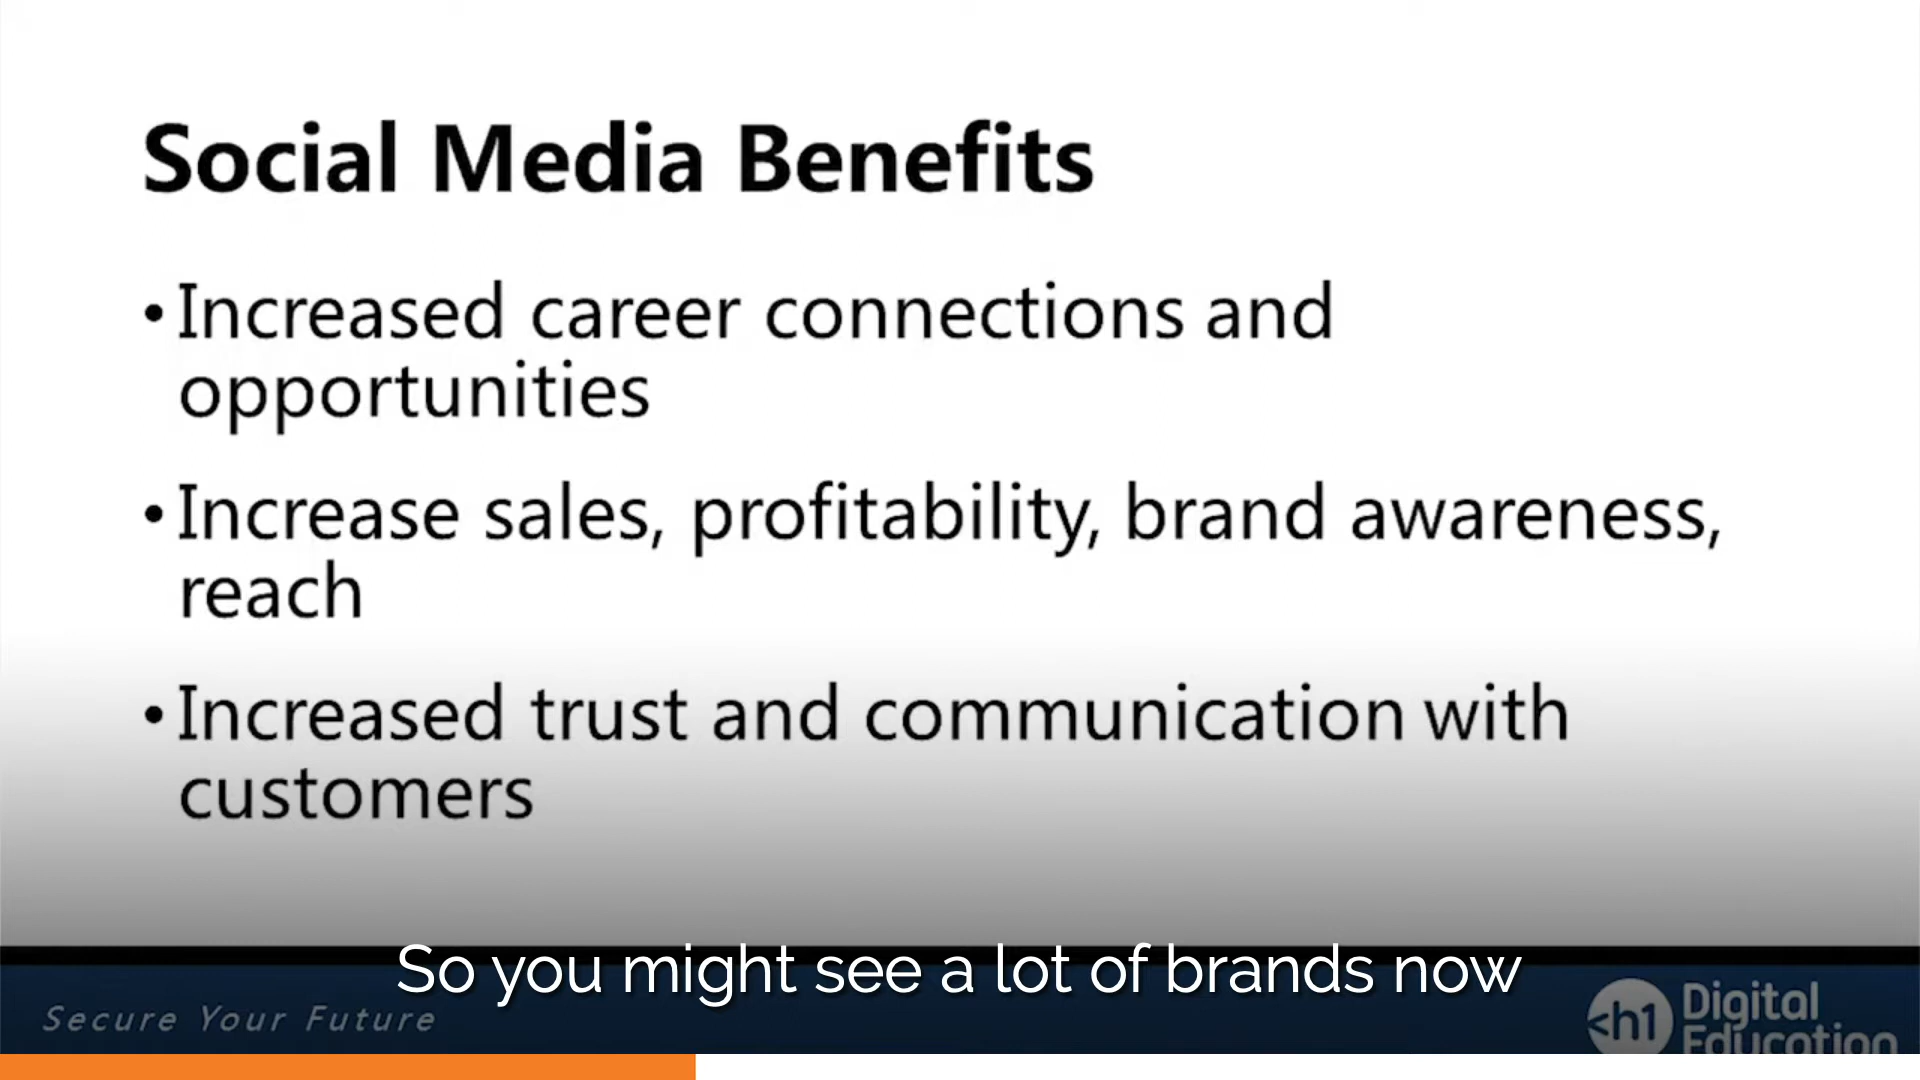 Social Media Benefits
• Increased career connections and
opportunities
• Increase sales, profitability, brand awareness,
reach
• Increased trust and communication with
customers
So you might see a lot of brands now
Secure Your Future
<h1 Digital
Education